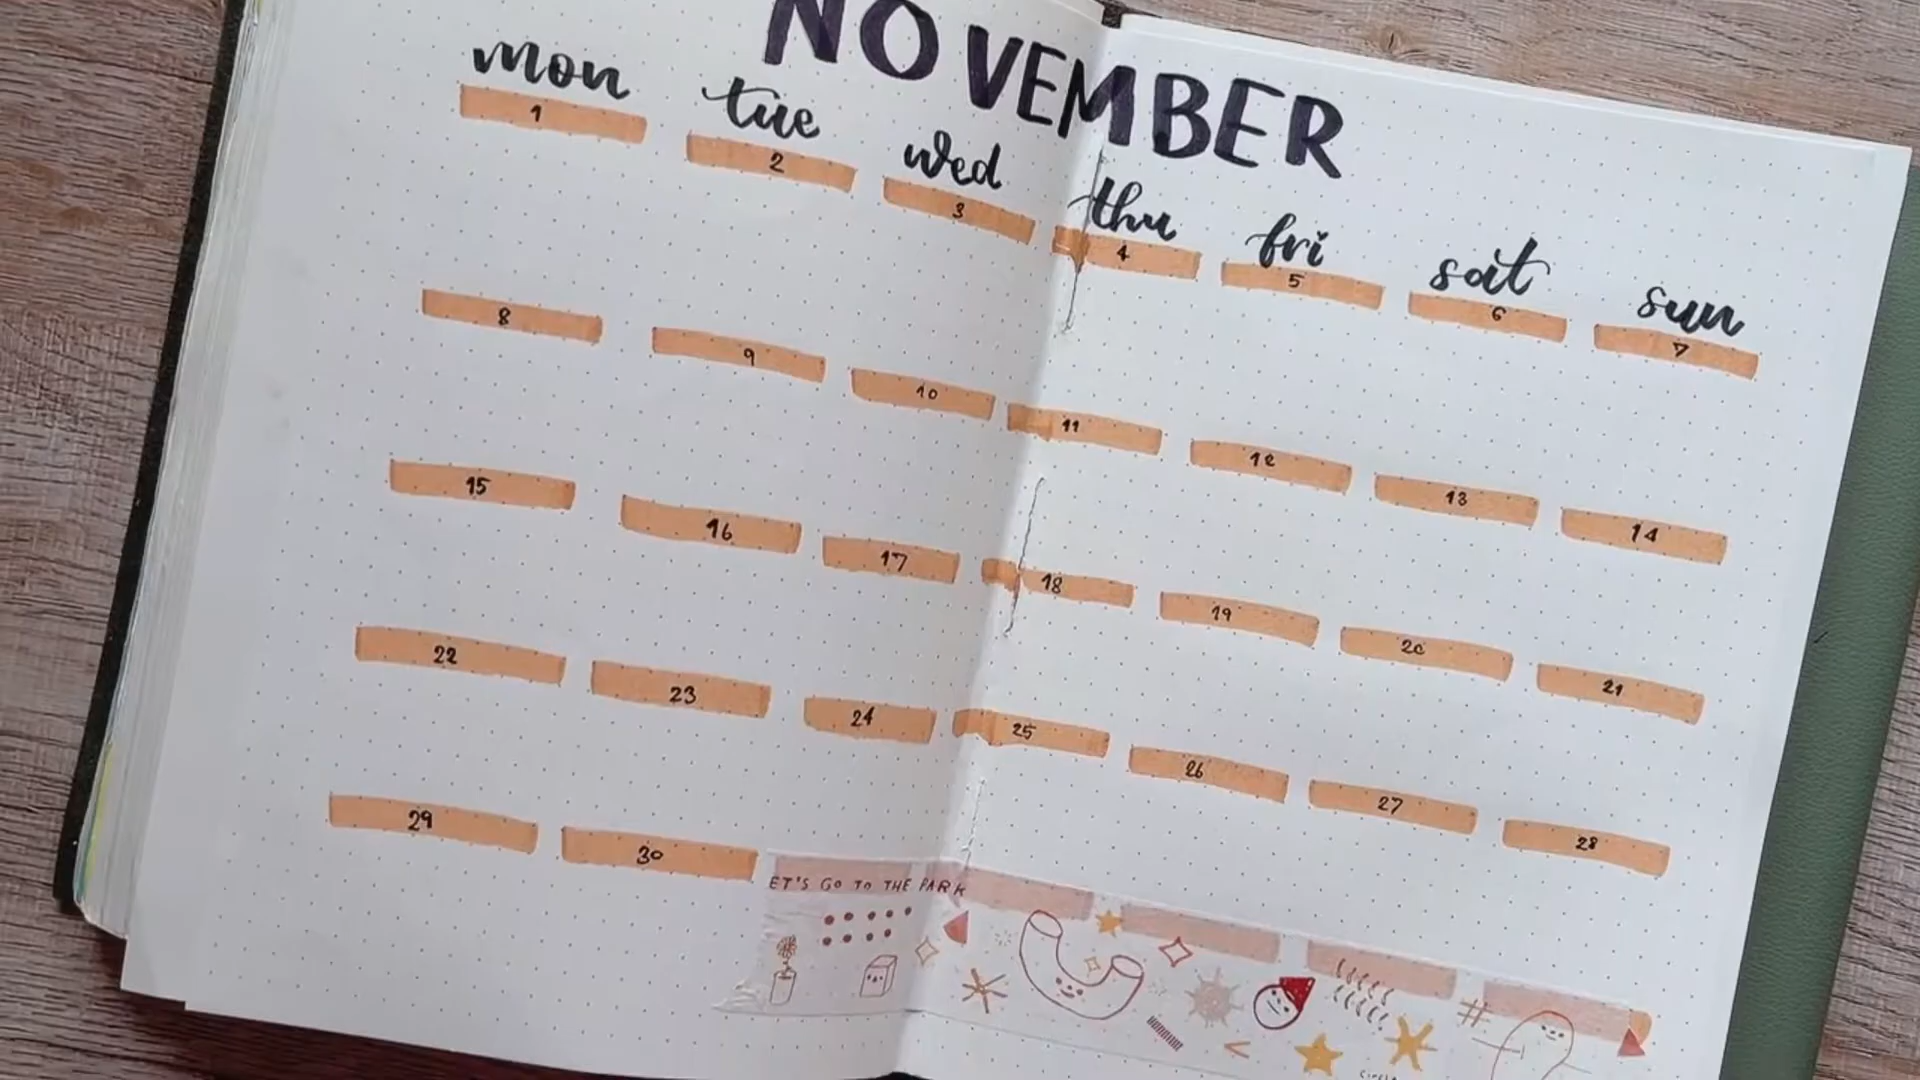 NOVEMBER
mon tue wed thu fri sat sun
1 2 3 4 5 6 7
8 9 10 11 12 13 14
15 16 17 18 19 20 21
22 23 24 25 26 27 28
29 30
ET'S GO TO THE PARK